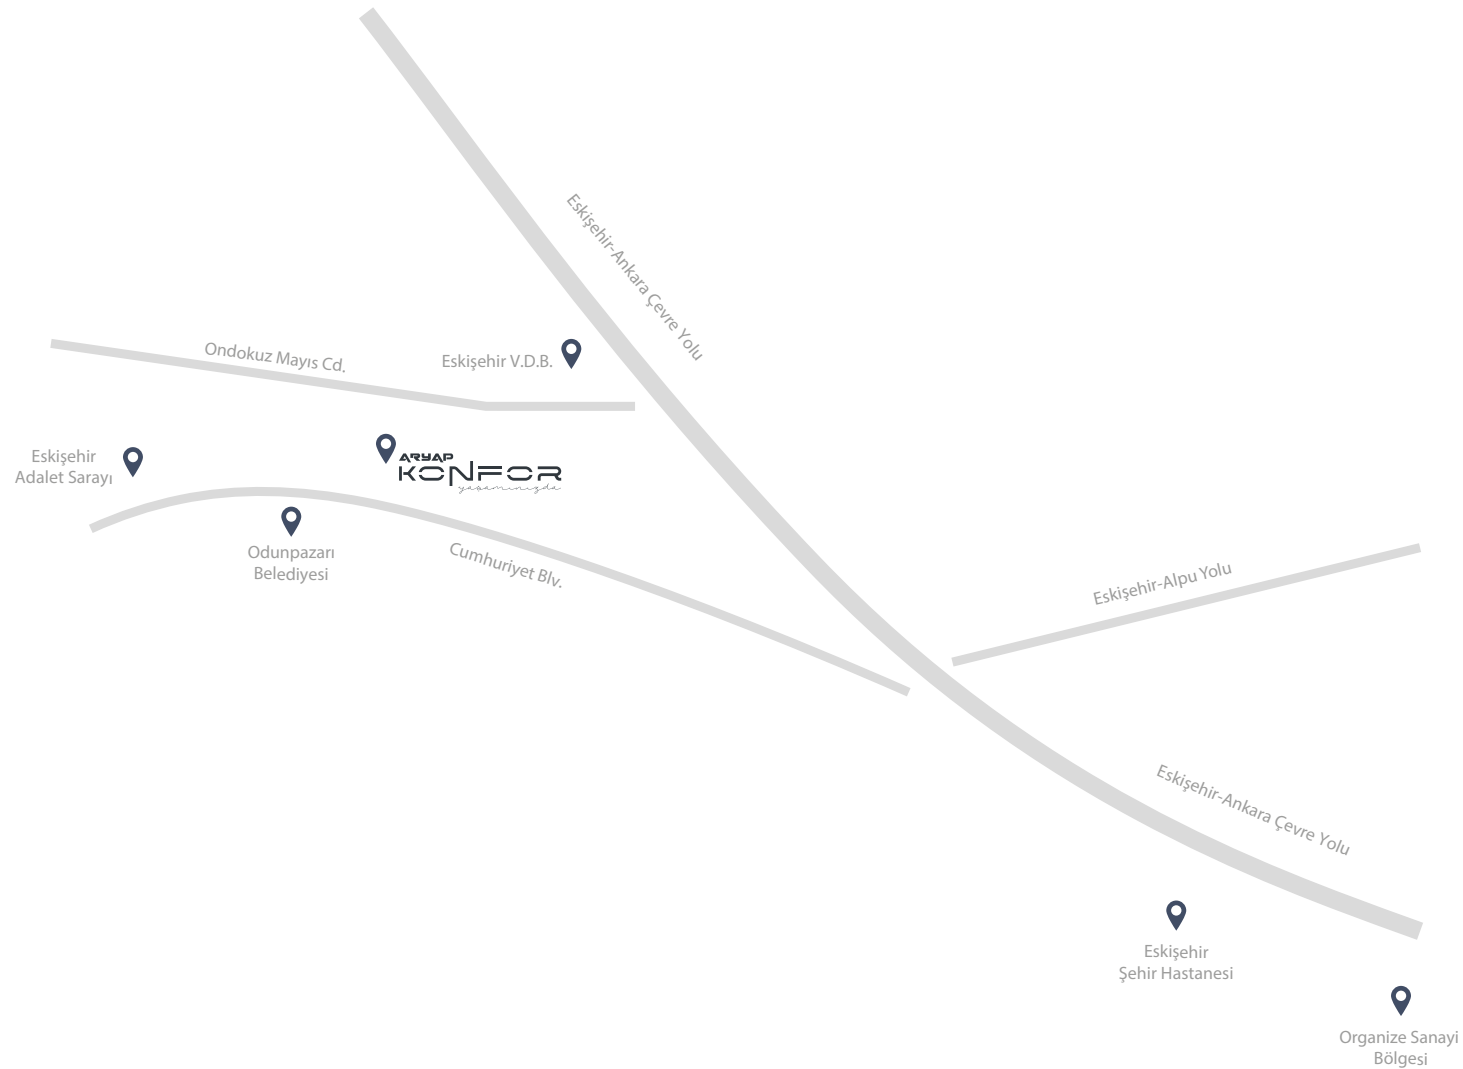 Eskişehir-Ankara Çevre Yolu
Ondokuz Mayıs Cd.
Eskişehir V.D.B.
Eskişehir
Adalet Sarayı
ARYAP
KONFOR
yaşamınızda
Odunpazarı
Belediyesi
Cumhuriyet Blv.
Eskişehir-Alpu Yolu
Eskişehir-Ankara Çevre Yolu
Eskişehir
Şehir Hastanesi
Organize Sanayi
Bölgesi